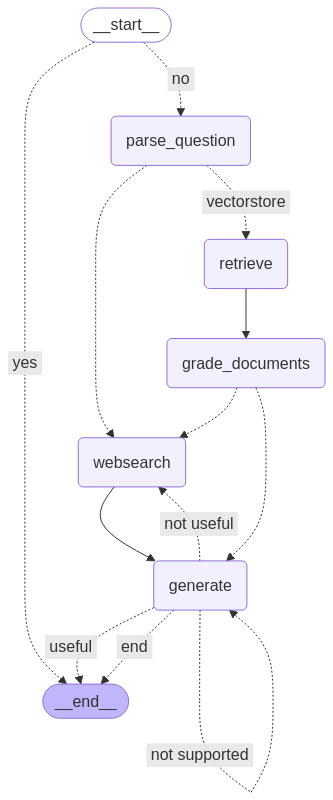 __start__
no
parse_question
vectorstore
retrieve
yes
grade_documents
websearch
not useful
generate
useful
end
__end__
not supported